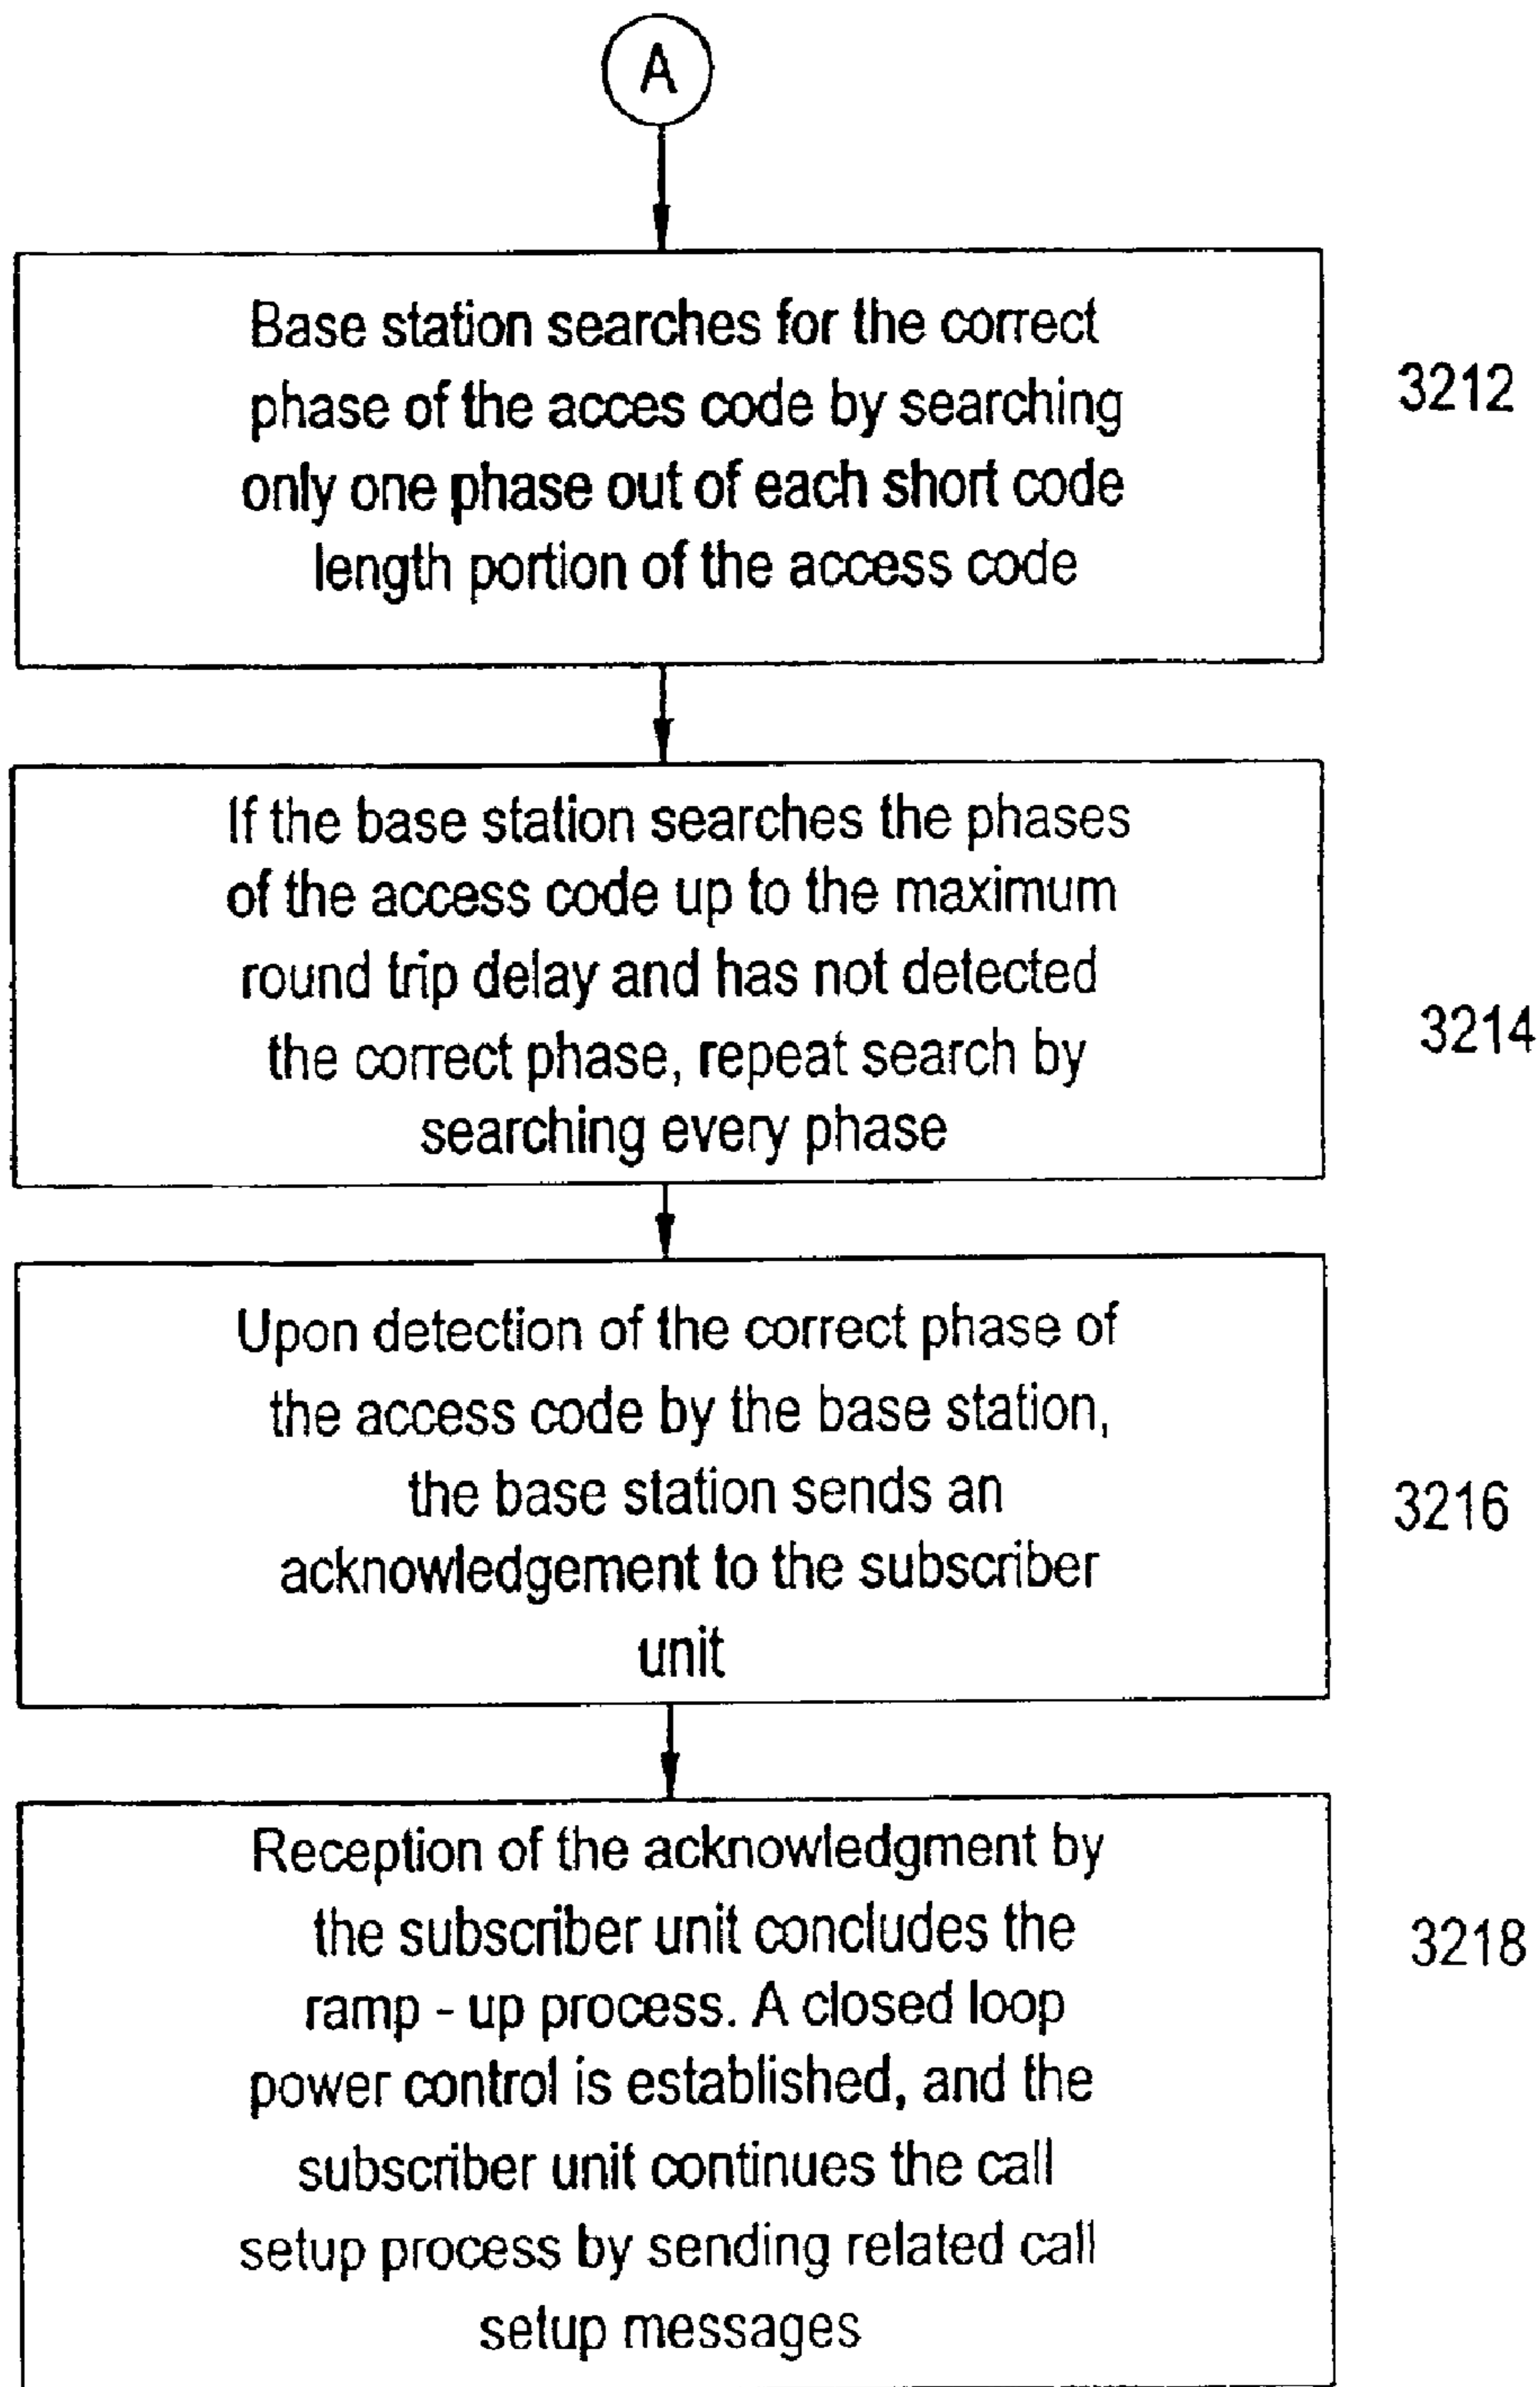 A
Base station searches for the correct
phase of the acces code by searching
only one phase out of each short code
length portion of the access code
3212
If the base station searches the phases
of the access code up to the maximum
round trip delay and has not detected
the correct phase, repeat search by
searching every phase
3214
Upon detection of the correct phase of
the access code by the base station,
the base station sends an
acknowledgement to the subscriber
unit
3216
Reception of the acknowledgment by
the subscriber unit concludes the
ramp - up process. A closed loop
power control is established, and the
subscriber unit continues the call
setup process by sending related call
setup messages
3218